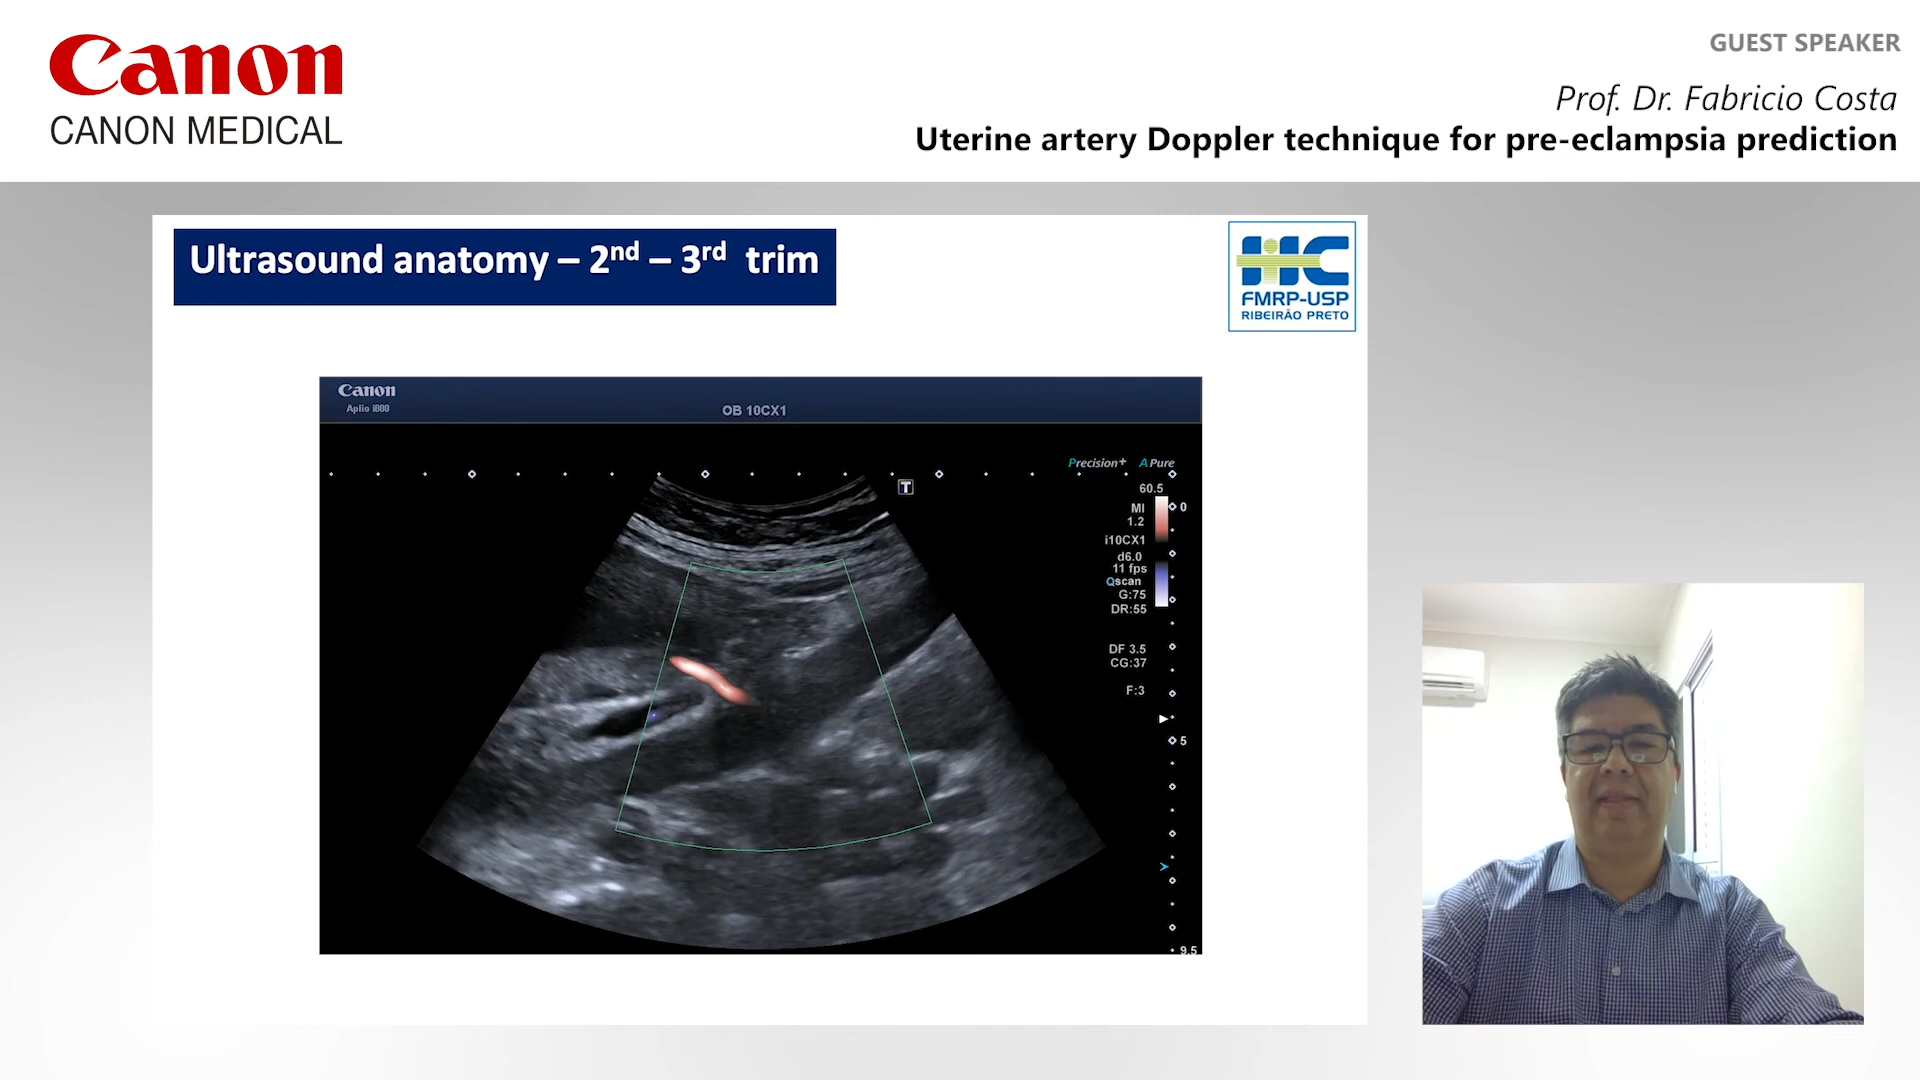 Canon
CANON MEDICAL
GUEST SPEAKER
Prof. Dr. Fabricio Costa
Uterine artery Doppler technique for pre-eclampsia prediction
Ultrasound anatomy – 2nd – 3rd trim
HC
FMRP-USP
RIBEIRÃO PRETO
Canon
Aplio i800
OB 10CX1
Precision+ APure
T
60.5
MI
1.2
0
i10CX1
d6.0
11 fps
Qscan
G:75
DR:55
DF 3.5
CG:37
F:3
5
9.5